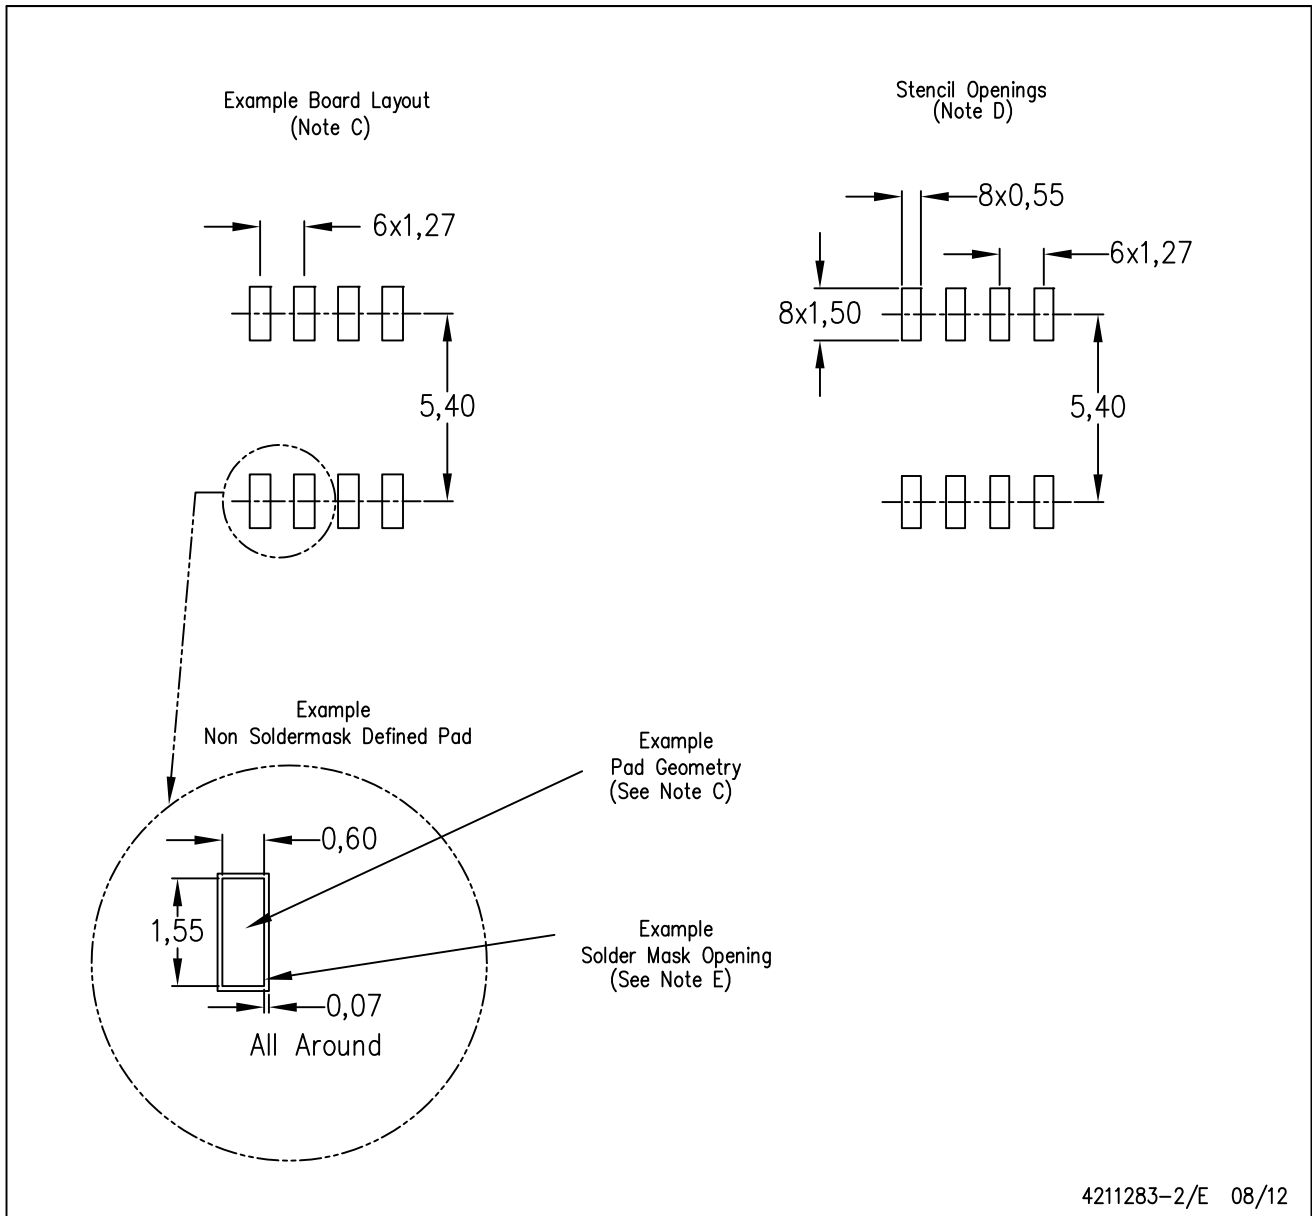 Example Board Layout
(Note C)
Stencil Openings
(Note D)
6x1,27
5,40
8x0,55
6x1,27
8x1,50
5,40
Example
Non Soldermask Defined Pad
Example
Pad Geometry
(See Note C)
0,60
1,55
Example
Solder Mask Opening
(See Note E)
0,07
All Around
4211283-2/E 08/12